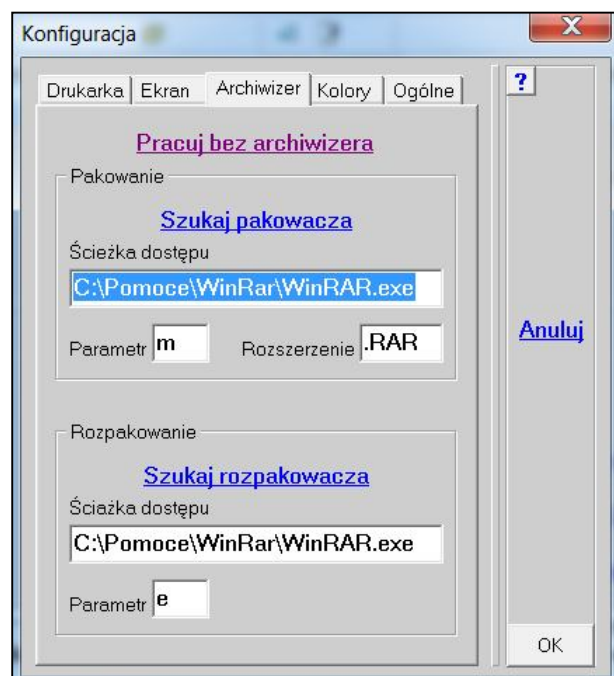 Konfiguracja
X
Drukarka Ekran Archiwizer Kolory Ogólne
?
Pracuj bez archiwizera
Pakowanie
Szukaj pakowacza
Ścieżka dostępu
C:\Pomoce\WinRar\WinRAR.exe
Parametr m Rozszerzenie .RAR
Anuluj
Rozpakowanie
Szukaj rozpakowacza
Ściażka dostępu
C:\Pomoce\WinRar\WinRAR.exe
Parametr e
OK